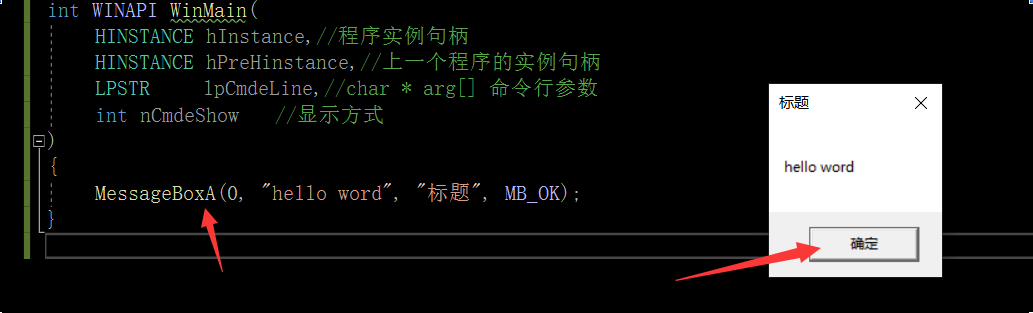 int WINAPI WinMain(
HINSTANCE hInstance,//程序实例句柄
HINSTANCE hPreHinstance,//上一个程序的实例句柄
LPSTR lpCmdeLine,//char * arg[] 命令行参数
int nCmdeShow //显示方式
)
{
MessageBoxA(0, "hello word", "标题", MB_OK);
}
标题
hello word
确定